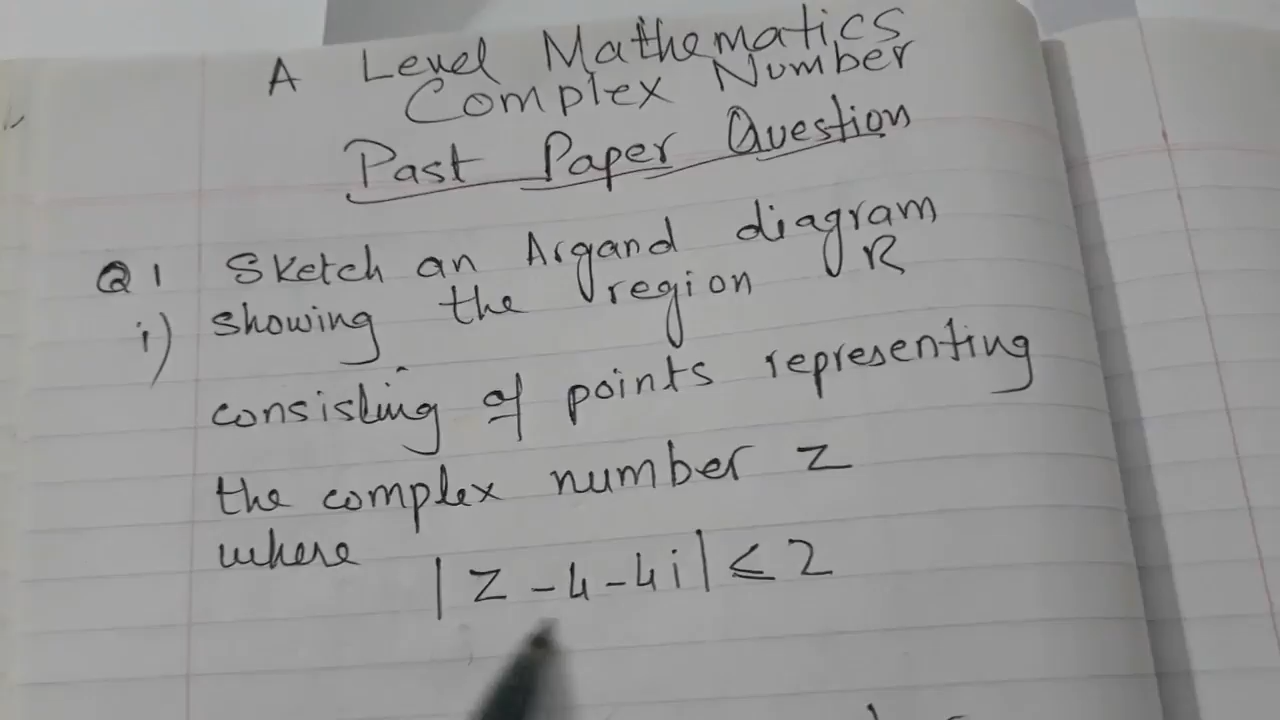 A Level Mathematics
Complex Number
Past Paper Question
Q1 Sketch an Argand diagram
i) showing the region R
consisting of points representing
the complex number z
where |z-4-4i| ≤ 2